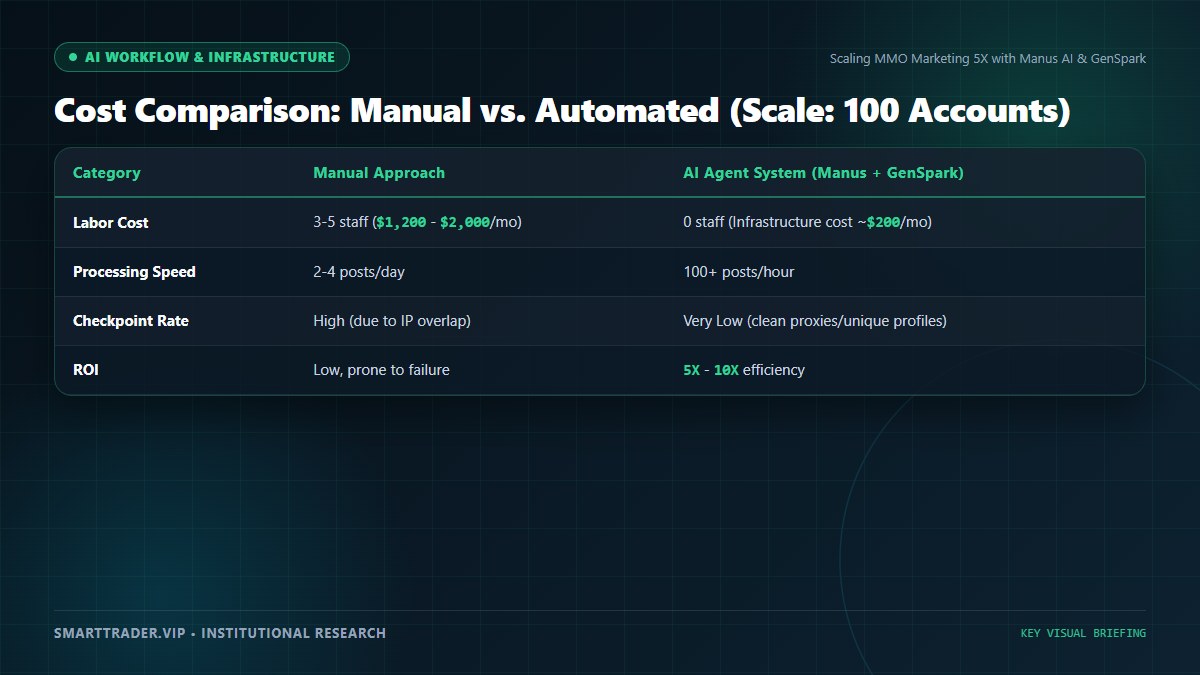 AI WORKFLOW & INFRASTRUCTURE
Scaling MMO Marketing 5X with Manus AI & GenSpark
Cost Comparison: Manual vs. Automated (Scale: 100 Accounts)
Category Manual Approach AI Agent System (Manus + GenSpark)
Labor Cost 3-5 staff ($1,200 - $2,000/mo) 0 staff (Infrastructure cost ~$200/mo)
Processing Speed 2-4 posts/day 100+ posts/hour
Checkpoint Rate High (due to IP overlap) Very Low (clean proxies/unique profiles)
ROI Low, prone to failure 5X - 10X efficiency
SMARTTRADER.VIP • INSTITUTIONAL RESEARCH
KEY VISUAL BRIEFING